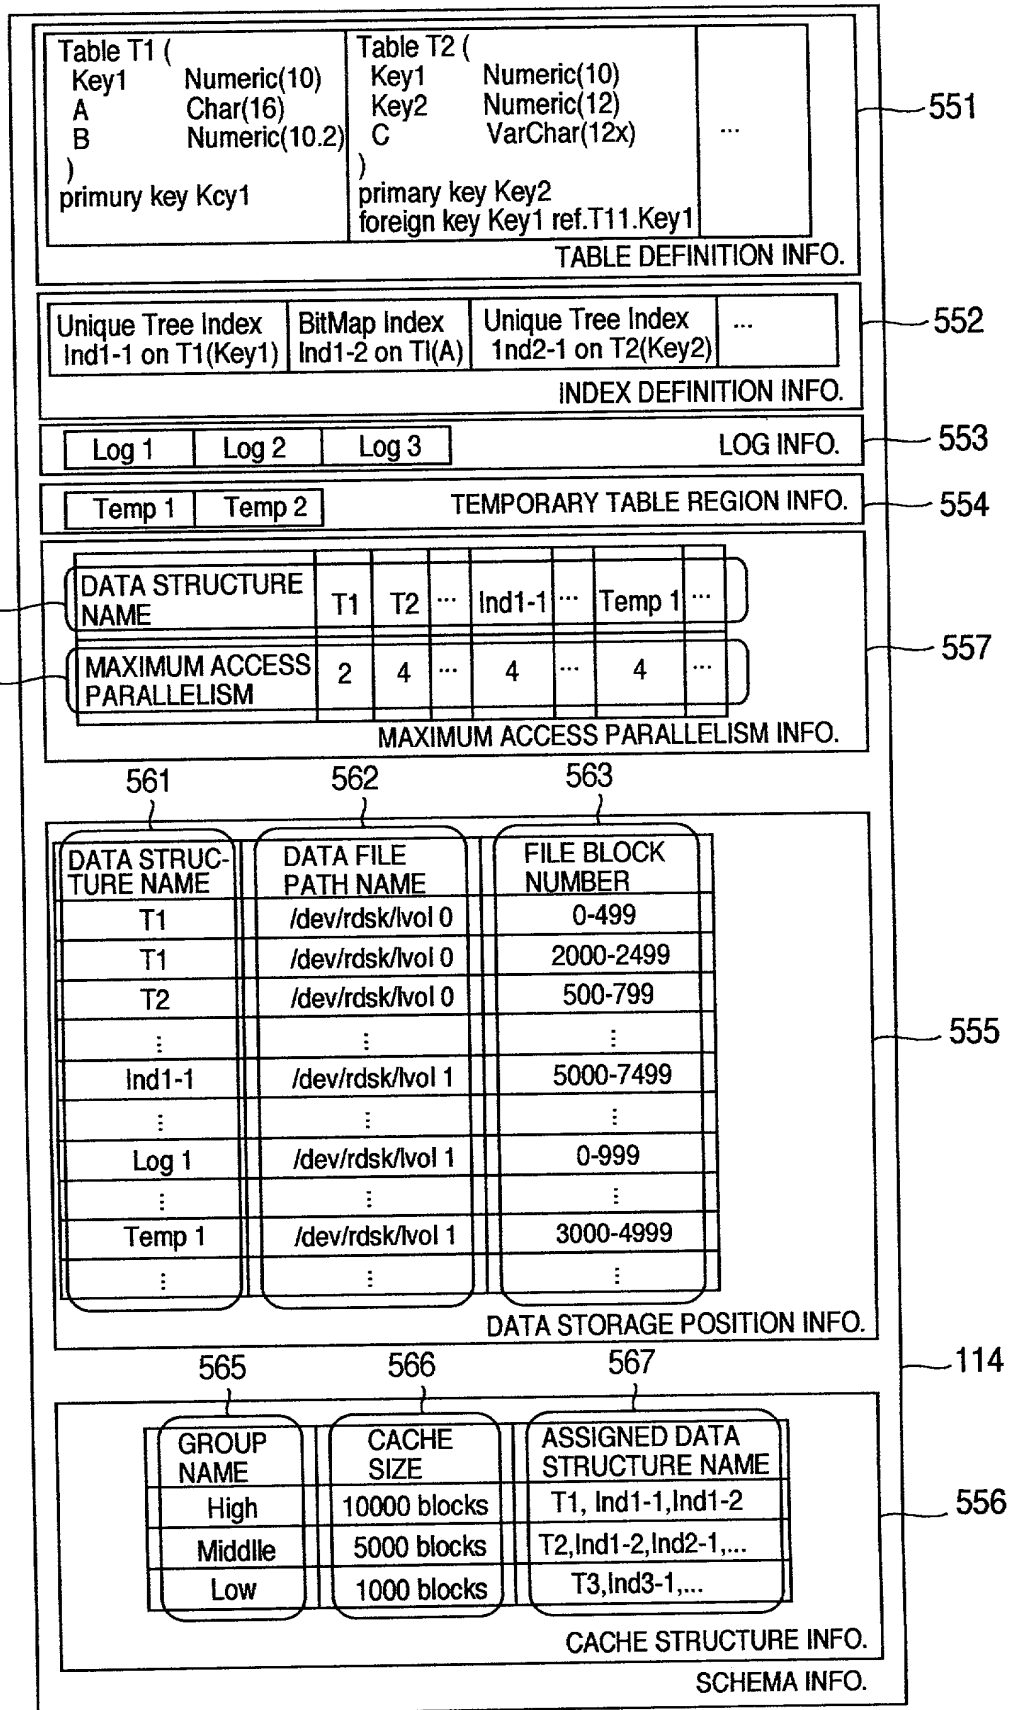 Table T1 (
Key1 Numeric(10)
A Char(16)
B Numeric(10.2)
)
primury key Kcy1
Table T2 (
Key1 Numeric(10)
Key2 Numeric(12)
C VarChar(12x)
)
primary key Key2
foreign key Key1 ref.T11.Key1
...
TABLE DEFINITION INFO.
551
Unique Tree Index
Ind1-1 on T1(Key1)
BitMap Index
Ind1-2 on TI(A)
Unique Tree Index
1nd2-1 on T2(Key2)
...
INDEX DEFINITION INFO.
552
Log 1 Log 2 Log 3
LOG INFO.
553
Temp 1 Temp 2
TEMPORARY TABLE REGION INFO.
554
DATA STRUCTURE
NAME
T1 T2 ... Ind1-1 ... Temp 1 ...
MAXIMUM ACCESS
PARALLELISM
2 4 ... 4 ... 4 ...
MAXIMUM ACCESS PARALLELISM INFO.
557
561 562 563
DATA STRUC-
TURE NAME
DATA FILE
PATH NAME
FILE BLOCK
NUMBER
T1 /dev/rdsk/lvol 0 0-499
T1 /dev/rdsk/lvol 0 2000-2499
T2 /dev/rdsk/lvol 0 500-799
⋮ ⋮ ⋮
Ind1-1 /dev/rdsk/lvol 1 5000-7499
⋮ ⋮ ⋮
Log 1 /dev/rdsk/lvol 1 0-999
⋮ ⋮ ⋮
Temp 1 /dev/rdsk/lvol 1 3000-4999
⋮ ⋮ ⋮
DATA STORAGE POSITION INFO.
555
565 566 567
114
GROUP
NAME
CACHE
SIZE
ASSIGNED DATA
STRUCTURE NAME
High 10000 blocks T1, Ind1-1,Ind1-2
Middlle 5000 blocks T2,Ind1-2,Ind2-1,...
Low 1000 blocks T3,Ind3-1,...
CACHE STRUCTURE INFO.
556
SCHEMA INFO.